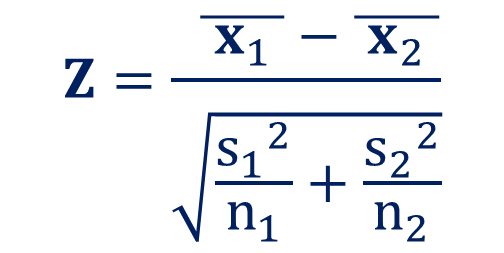 Z = (x̅₁ − x̅₂) / √(s₁²/n₁ + s₂²/n₂)